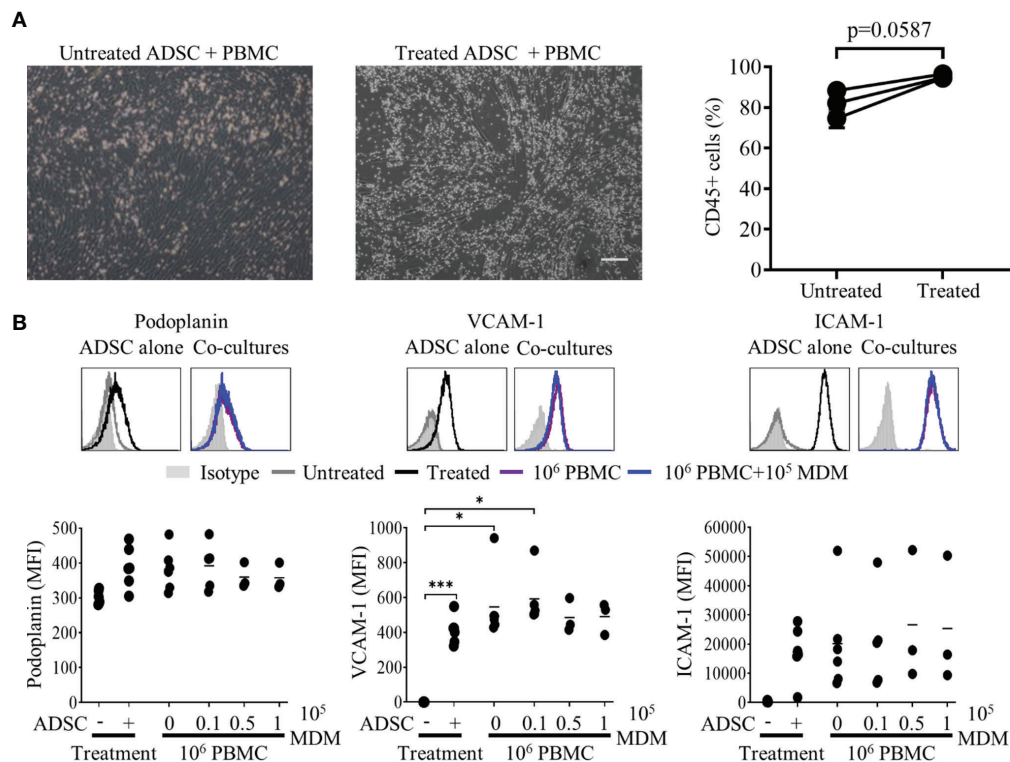 A
Untreated ADSC + PBMC
Treated ADSC + PBMC
p=0.0587
CD45+ cells (%)
100
80
60
40
20
0
Untreated Treated
B
Podoplanin
ADSC alone Co-cultures
VCAM-1
ADSC alone Co-cultures
ICAM-1
ADSC alone Co-cultures
Isotype Untreated Treated 10⁶ PBMC 10⁶ PBMC+10⁵ MDM
Podoplanin (MFI)
500
400
300
200
100
0
ADSC - + 0 0.1 0.5 1 10⁵ MDM
Treatment 10⁶ PBMC
VCAM-1 (MFI)
1000
800
600
400
200
0
*
*
***
ADSC - + 0 0.1 0.5 1 10⁵ MDM
Treatment 10⁶ PBMC
ICAM-1 (MFI)
60000
50000
40000
30000
20000
10000
0
ADSC - + 0 0.1 0.5 1 10⁵ MDM
Treatment 10⁶ PBMC